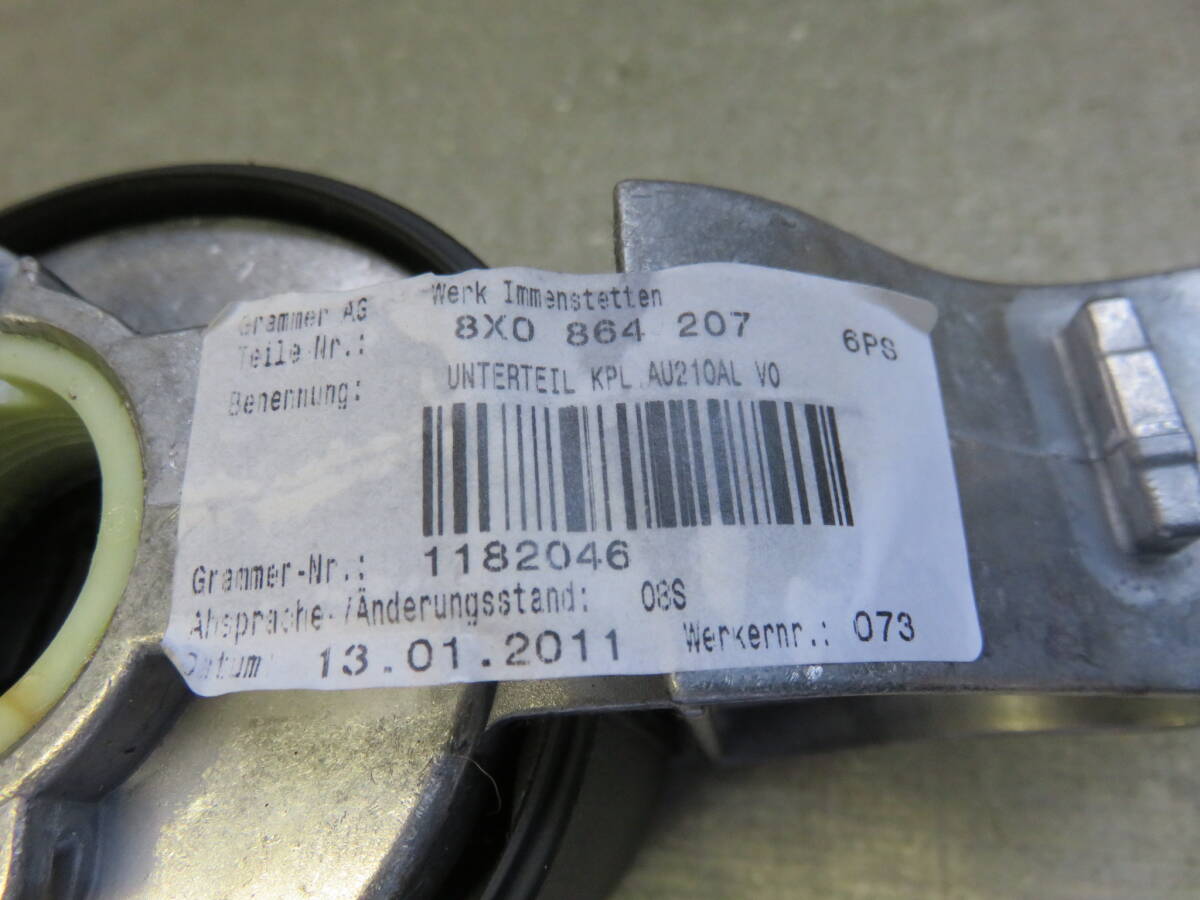 Grammer AG Werk Immenstetten
Teile-Nr.: 8X0 864 207 6PS
Benennung: UNTERTEIL KPL.AU210AL V0
Grammer-Nr.: 1182046
Absprache-/Änderungsstand: 08S
Datum 13.01.2011 Werkernr.: 073